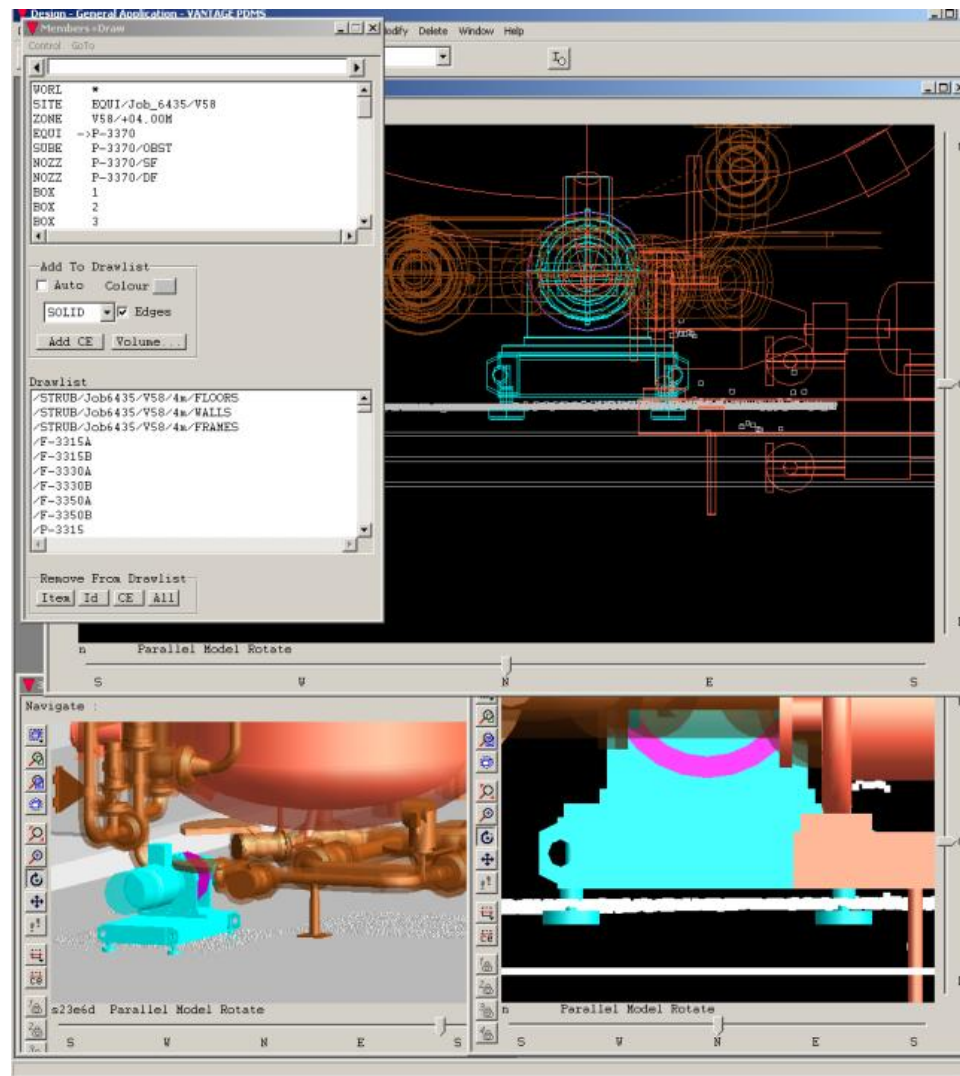 Design - General Application - VANTAGE PDMS
Members+Draw
odify Delete Window Help
Control GoTo
WORL *
SITE EQUI/Job_6435/V58
ZONE V58/+04.00M
EQUI ->P-3370
SUBE P-3370/OBST
NOZZ P-3370/SF
NOZZ P-3370/DF
BOX 1
BOX 2
BOX 3
Add To Drawlist
Auto Colour
SOLID Edges
Add CE Volume...
Drawlist
/STRUB/Job6435/V58/4m/FLOORS
/STRUB/Job6435/V58/4m/WALLS
/STRUB/Job6435/V58/4m/FRAMES
/F-3315A
/F-3315B
/F-3330A
/F-3330B
/F-3350A
/F-3350B
/P-3315
Remove From Drawlist
Item Id CE All
n Parallel Model Rotate
S W N E S
Navigate :
CE
s23e6d Parallel Model Rotate
S W N E S
CE
n Parallel Model Rotate
S W N E S